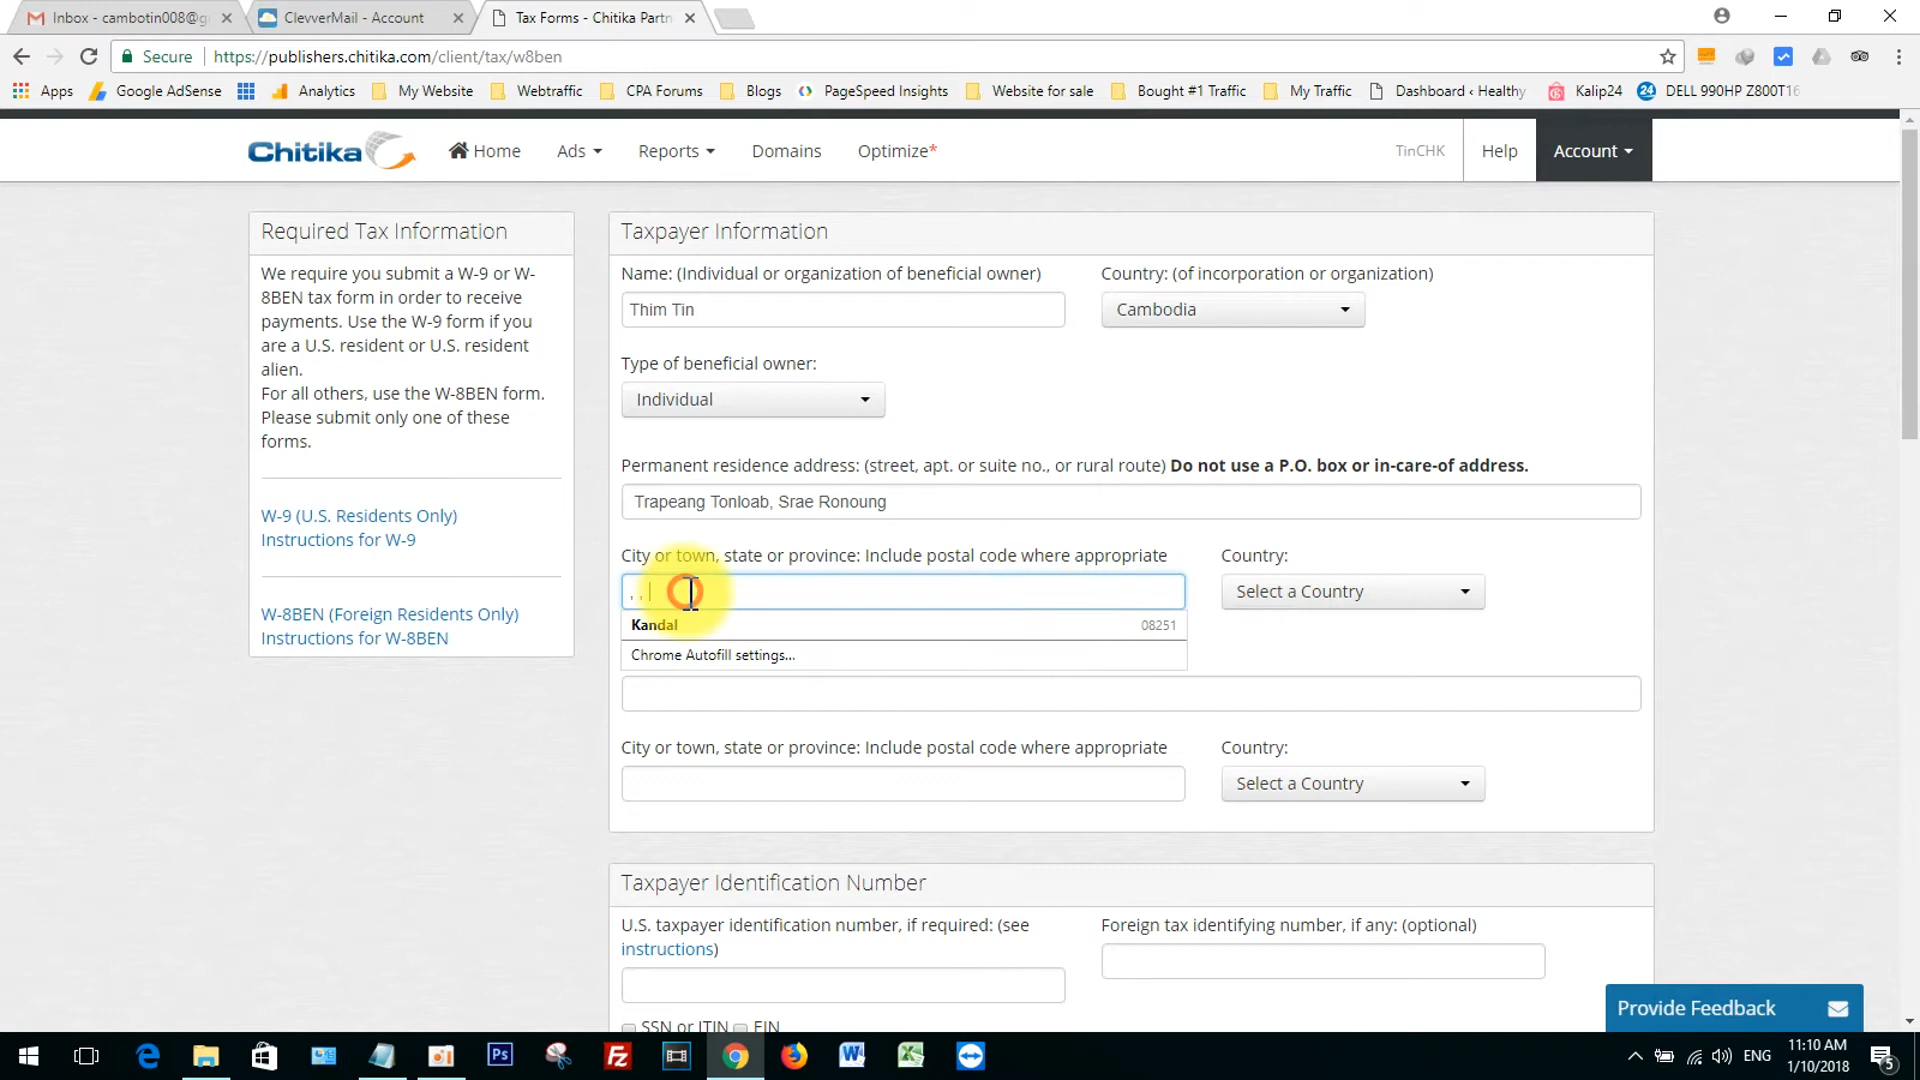 Inbox - cambotin008@g
ClevverMail - Account
Tax Forms - Chitika Partn
Secure
https://publishers.chitika.com/client/tax/w8ben
Apps
Google AdSense
Analytics
My Website
Webtraffic
CPA Forums
Blogs
PageSpeed Insights
Website for sale
Bought #1 Traffic
My Traffic
Dashboard ‹ Healthy
Kalip24
DELL 990HP Z800T16
Chitika
Home
Ads
Reports
Domains
Optimize*
TinCHK
Help
Account
Required Tax Information
We require you submit a W-9 or W-
8BEN tax form in order to receive
payments. Use the W-9 form if you
are a U.S. resident or U.S. resident
alien.
For all others, use the W-8BEN form.
Please submit only one of these
forms.
W-9 (U.S. Residents Only)
Instructions for W-9
W-8BEN (Foreign Residents Only)
Instructions for W-8BEN
Taxpayer Information
Name: (Individual or organization of beneficial owner)
Country: (of incorporation or organization)
Thim Tin
Cambodia
Type of beneficial owner:
Individual
Permanent residence address: (street, apt. or suite no., or rural route) Do not use a P.O. box or in-care-of address.
Trapeang Tonloab, Srae Ronoung
City or town, state or province: Include postal code where appropriate
Country:
, ,
Select a Country
Kandal 08251
Chrome Autofill settings...
City or town, state or province: Include postal code where appropriate
Country:
Select a Country
Taxpayer Identification Number
U.S. taxpayer identification number, if required: (see
instructions)
Foreign tax identifying number, if any: (optional)
SSN or ITIN
EIN
Provide Feedback
ENG
11:10 AM
1/10/2018
5